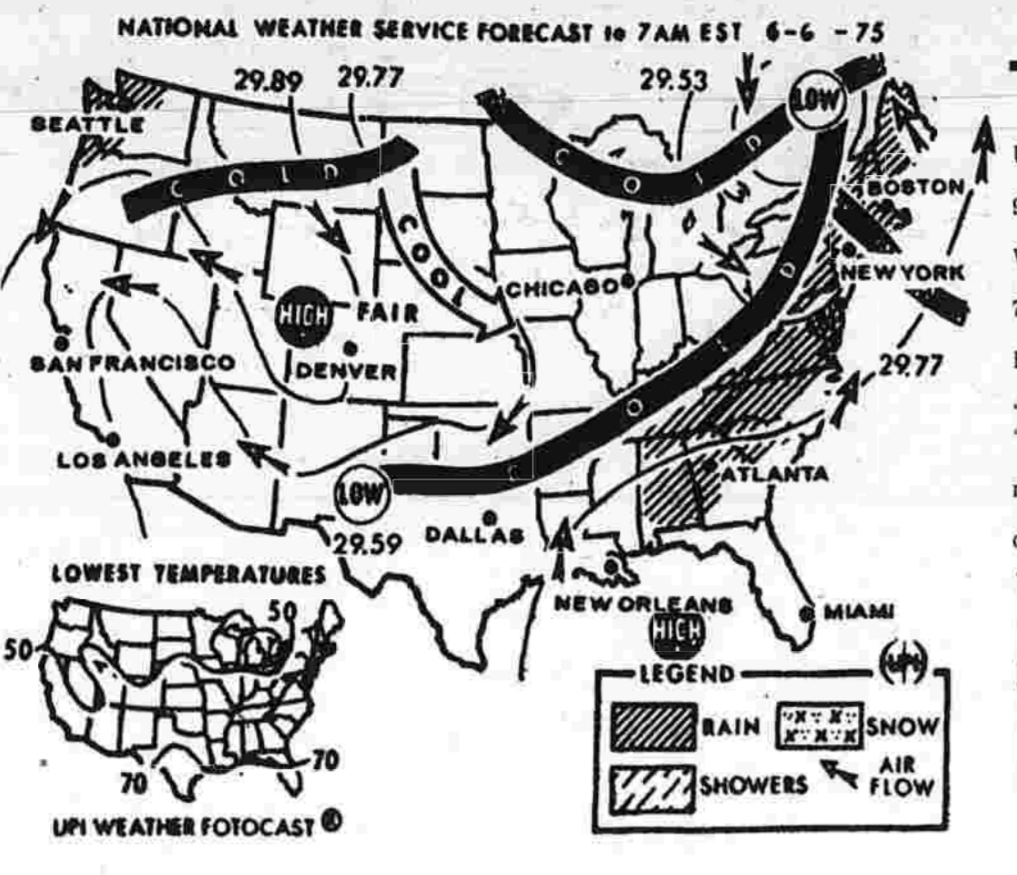 NATIONAL WEATHER SERVICE FORECAST to 7AM EST 6-6 -75
29.89 29.77 29.53
LOW
SEATTLE
COLD
COLD
BOSTON
COOL
COLD
NEW YORK
CHICAGO
HIGH FAIR
SAN FRANCISCO
DENVER
29.77
LOS ANGELES
ATLANTA
LOW
29.59
DALLAS
NEW ORLEANS
MIAMI
HIGH
LOWEST TEMPERATURES
50
50
70
70
UPI WEATHER FOTOCAST ®
LEGEND
UPI
RAIN SNOW
SHOWERS AIR FLOW